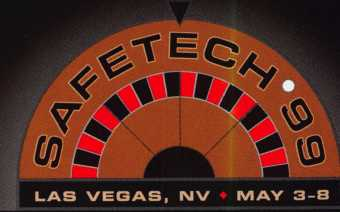 SAFETECH 99
LAS VEGAS, NV ♦ MAY 3-8